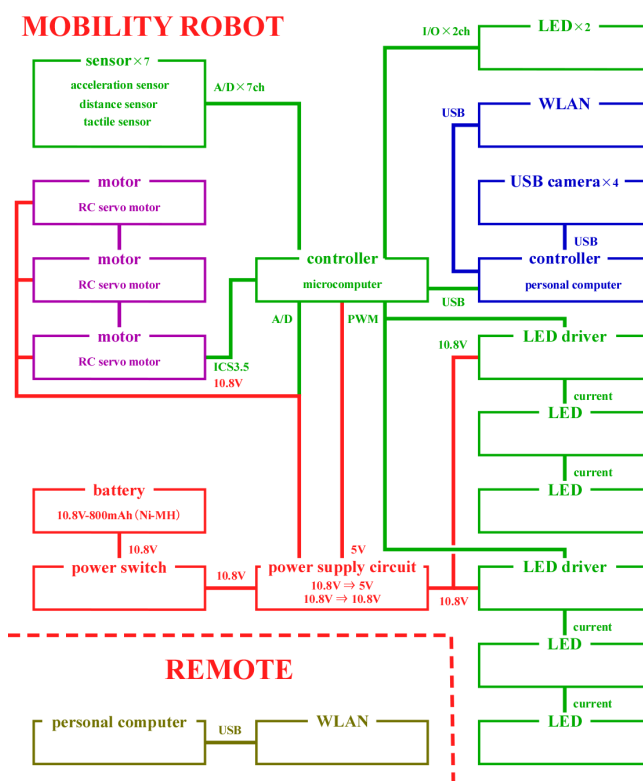 MOBILITY ROBOT
I/O×2ch
LED×2
sensor×7
acceleration sensor
distance sensor
tactile sensor
A/D×7ch
USB
WLAN
motor
RC servo motor
USB camera×4
USB
motor
RC servo motor
controller
microcomputer
controller
personal computer
USB
A/D
PWM
motor
RC servo motor
ICS3.5
10.8V
10.8V
LED driver
current
LED
current
LED
battery
10.8V-800mAh(Ni-MH)
10.8V
5V
power switch
10.8V
power supply circuit
10.8V⇒5V
10.8V⇒10.8V
10.8V
LED driver
current
LED
current
LED
REMOTE
personal computer
USB
WLAN